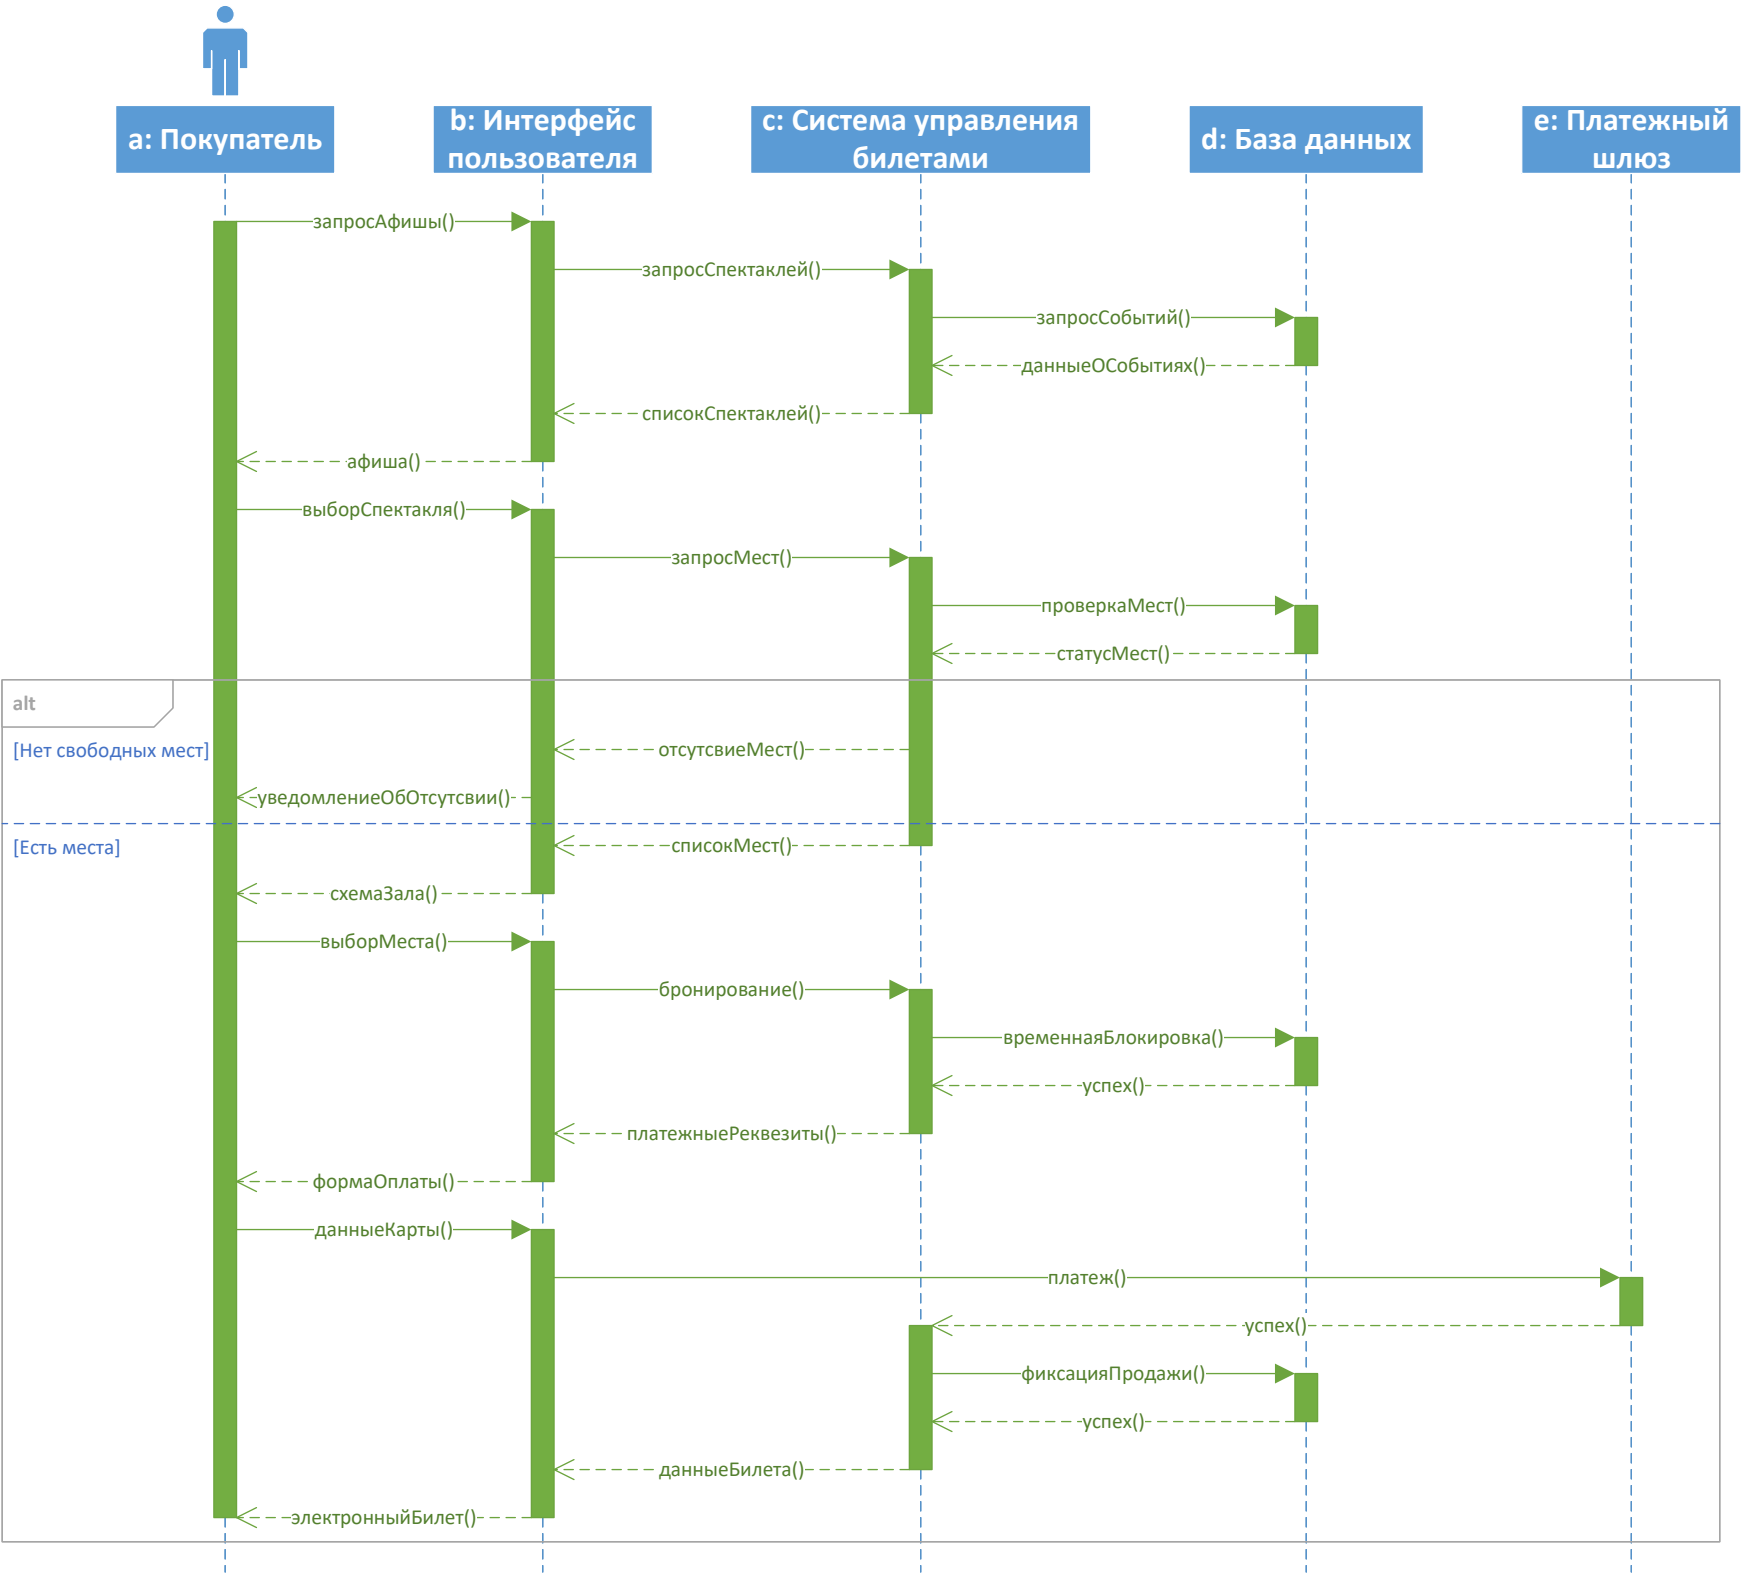 a: Покупатель
b: Интерфейс
пользователя
c: Система управления
билетами
d: База данных
e: Платежный
шлюз
запросАфишы()
запросСпектаклей()
запросСобытий()
данныеОСобытиях()
списокСпектаклей()
афиша()
выборСпектакля()
запросМест()
проверкаМест()
статусМест()
alt
[Нет свободных мест]
отсутсвиеМест()
уведомлениеОбОтсутсвии()
[Есть места]
списокМест()
схемаЗала()
выборМеста()
бронирование()
временнаяБлокировка()
успех()
платежныеРеквезиты()
формаОплаты()
данныеКарты()
платеж()
успех()
фиксацияПродажи()
успех()
данныеБилета()
электронныйБилет()